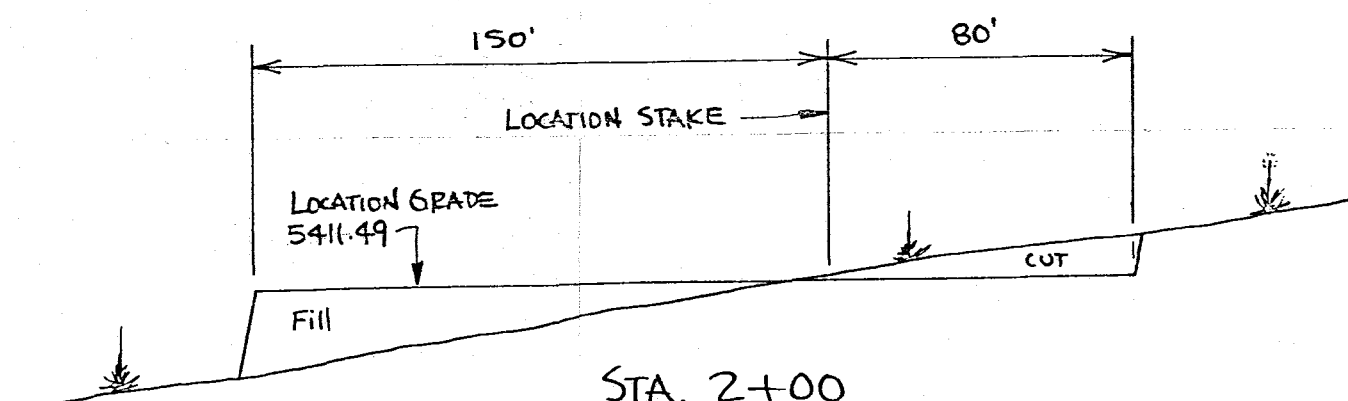 150'
80'
LOCATION STAKE
LOCATION GRADE
5411.49
CUT
Fill
STA. 2+00